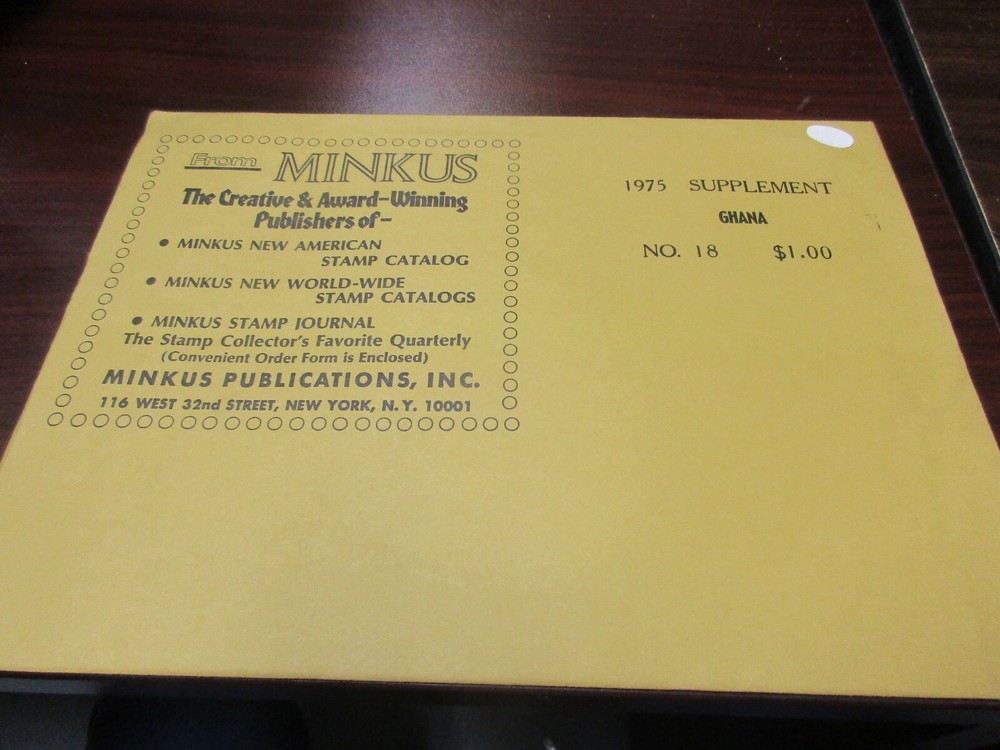 From MINKUS
The Creative & Award-Winning
Publishers of-
• MINKUS NEW AMERICAN
STAMP CATALOG
• MINKUS NEW WORLD-WIDE
STAMP CATALOGS
• MINKUS STAMP JOURNAL
The Stamp Collector's Favorite Quarterly
(Convenient Order Form is Enclosed)
MINKUS PUBLICATIONS, INC.
116 WEST 32nd STREET, NEW YORK, N.Y. 10001
1975 SUPPLEMENT
GHANA
NO. 18 $1.00